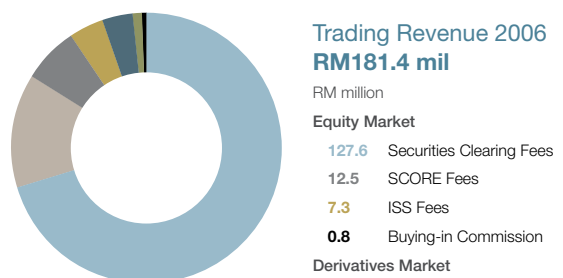 Trading Revenue 2006
RM181.4 mil
RM million
Equity Market
127.6 Securities Clearing Fees
12.5 SCORE Fees
7.3 ISS Fees
0.8 Buying-in Commission
Derivatives Market